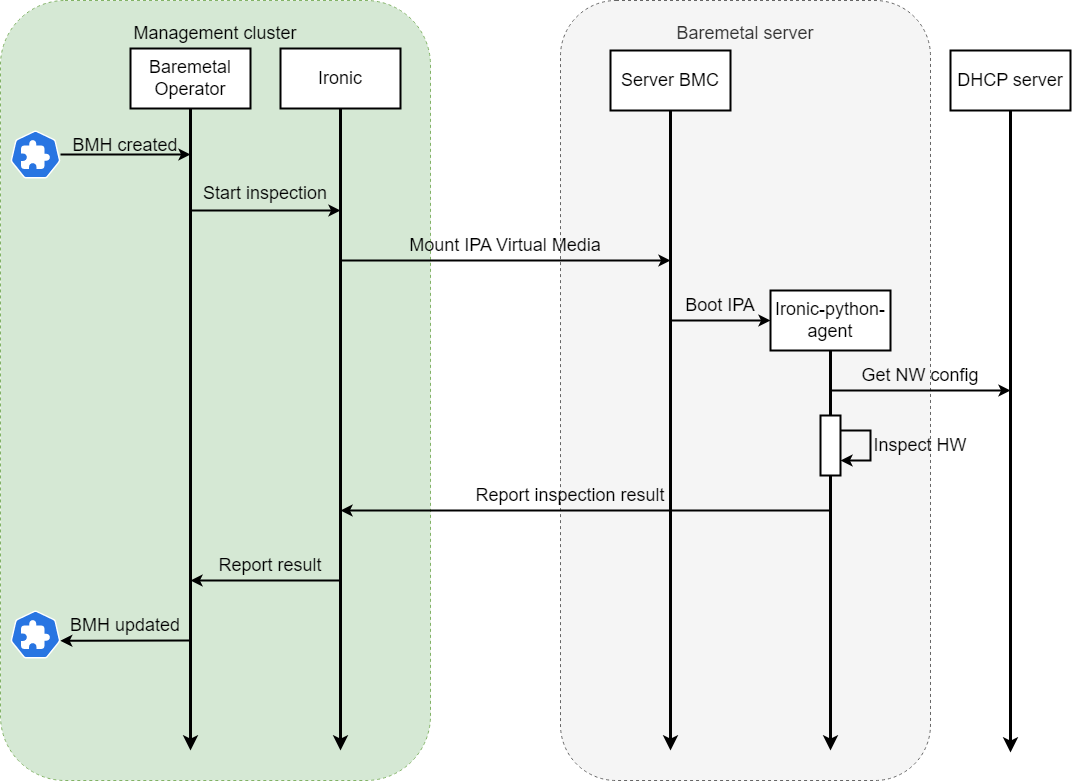 Management cluster
Baremetal server
Baremetal
Operator
Ironic
Server BMC
DHCP server
BMH created
Start inspection
Mount IPA Virtual Media
Boot IPA
Ironic-python-
agent
Get NW config
Inspect HW
Report inspection result
Report result
BMH updated